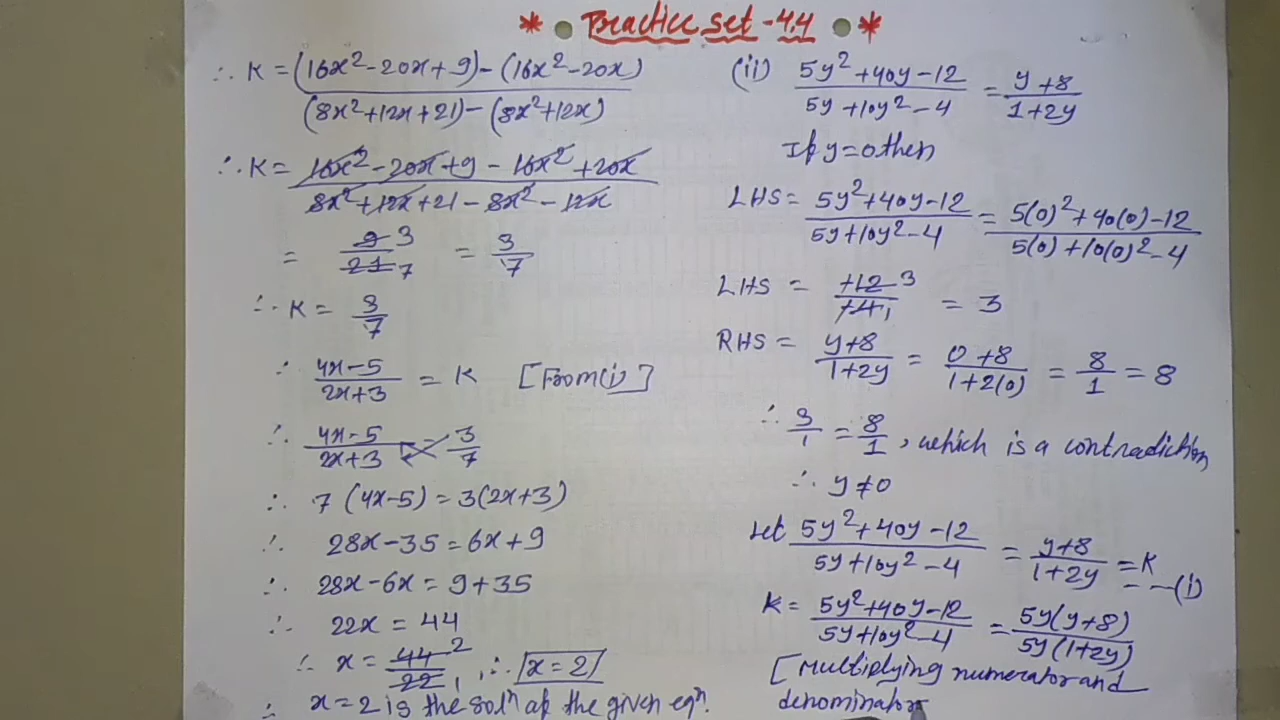 * Practice set -4.4 *
∴ K = (16x²-20x+9)-(16x²-20x) / (8x²+12x+21)-(8x²+12x)
∴ K = 16x²-20x+9-16x²+20x / 8x²+12x+21-8x²-12x
= 9 3 / 21 7 = 3/7
∴ K = 3/7
∴ 4x-5 / 2x+3 = K [From(i)]
∴ 4x-5 / 2x+3 = 3/7
∴ 7(4x-5) = 3(2x+3)
∴ 28x-35 = 6x+9
∴ 28x-6x = 9+35
∴ 22x = 44
∴ x = 44 2 / 22 1 , ∴ x = 2
∴ x = 2 is the solⁿ of the given eqⁿ.
(ii) 5y²+40y-12 / 5y+10y²-4 = y+8 / 1+2y
If y = 0 then
LHS = 5y²+40y-12 / 5y+10y²-4 = 5(0)²+40(0)-12 / 5(0)+10(0)²-4
LHS = +12 3 / +4 1 = 3
RHS = y+8 / 1+2y = 0+8 / 1+2(0) = 8/1 = 8
∴ 3/1 = 8/1 , which is a contradiction
∴ y ≠ 0
let 5y²+40y-12 / 5y+10y²-4 = y+8 / 1+2y = K --(i)
K = 5y²+40y-12 / 5y+10y²-4 = 5y(y+8) / 5y(1+2y)
[Multiplying numerator and
denominator